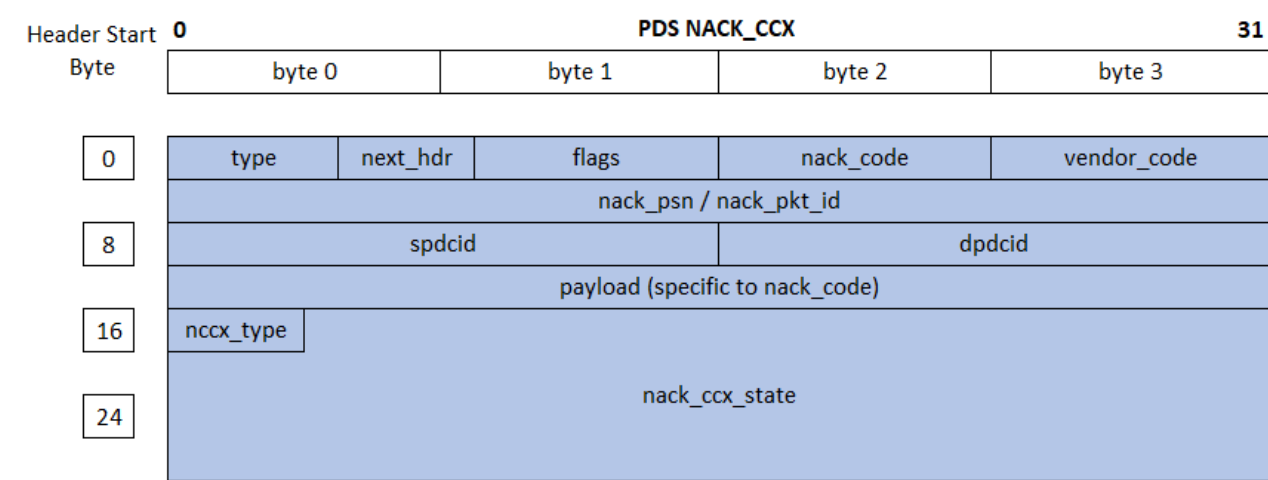 Header Start 0 PDS NACK_CCX 31
Byte byte 0 byte 1 byte 2 byte 3
0 type next_hdr flags nack_code vendor_code
nack_psn / nack_pkt_id
8 spdcid dpdcid
payload (specific to nack_code)
16 nccx_type
nack_ccx_state
24